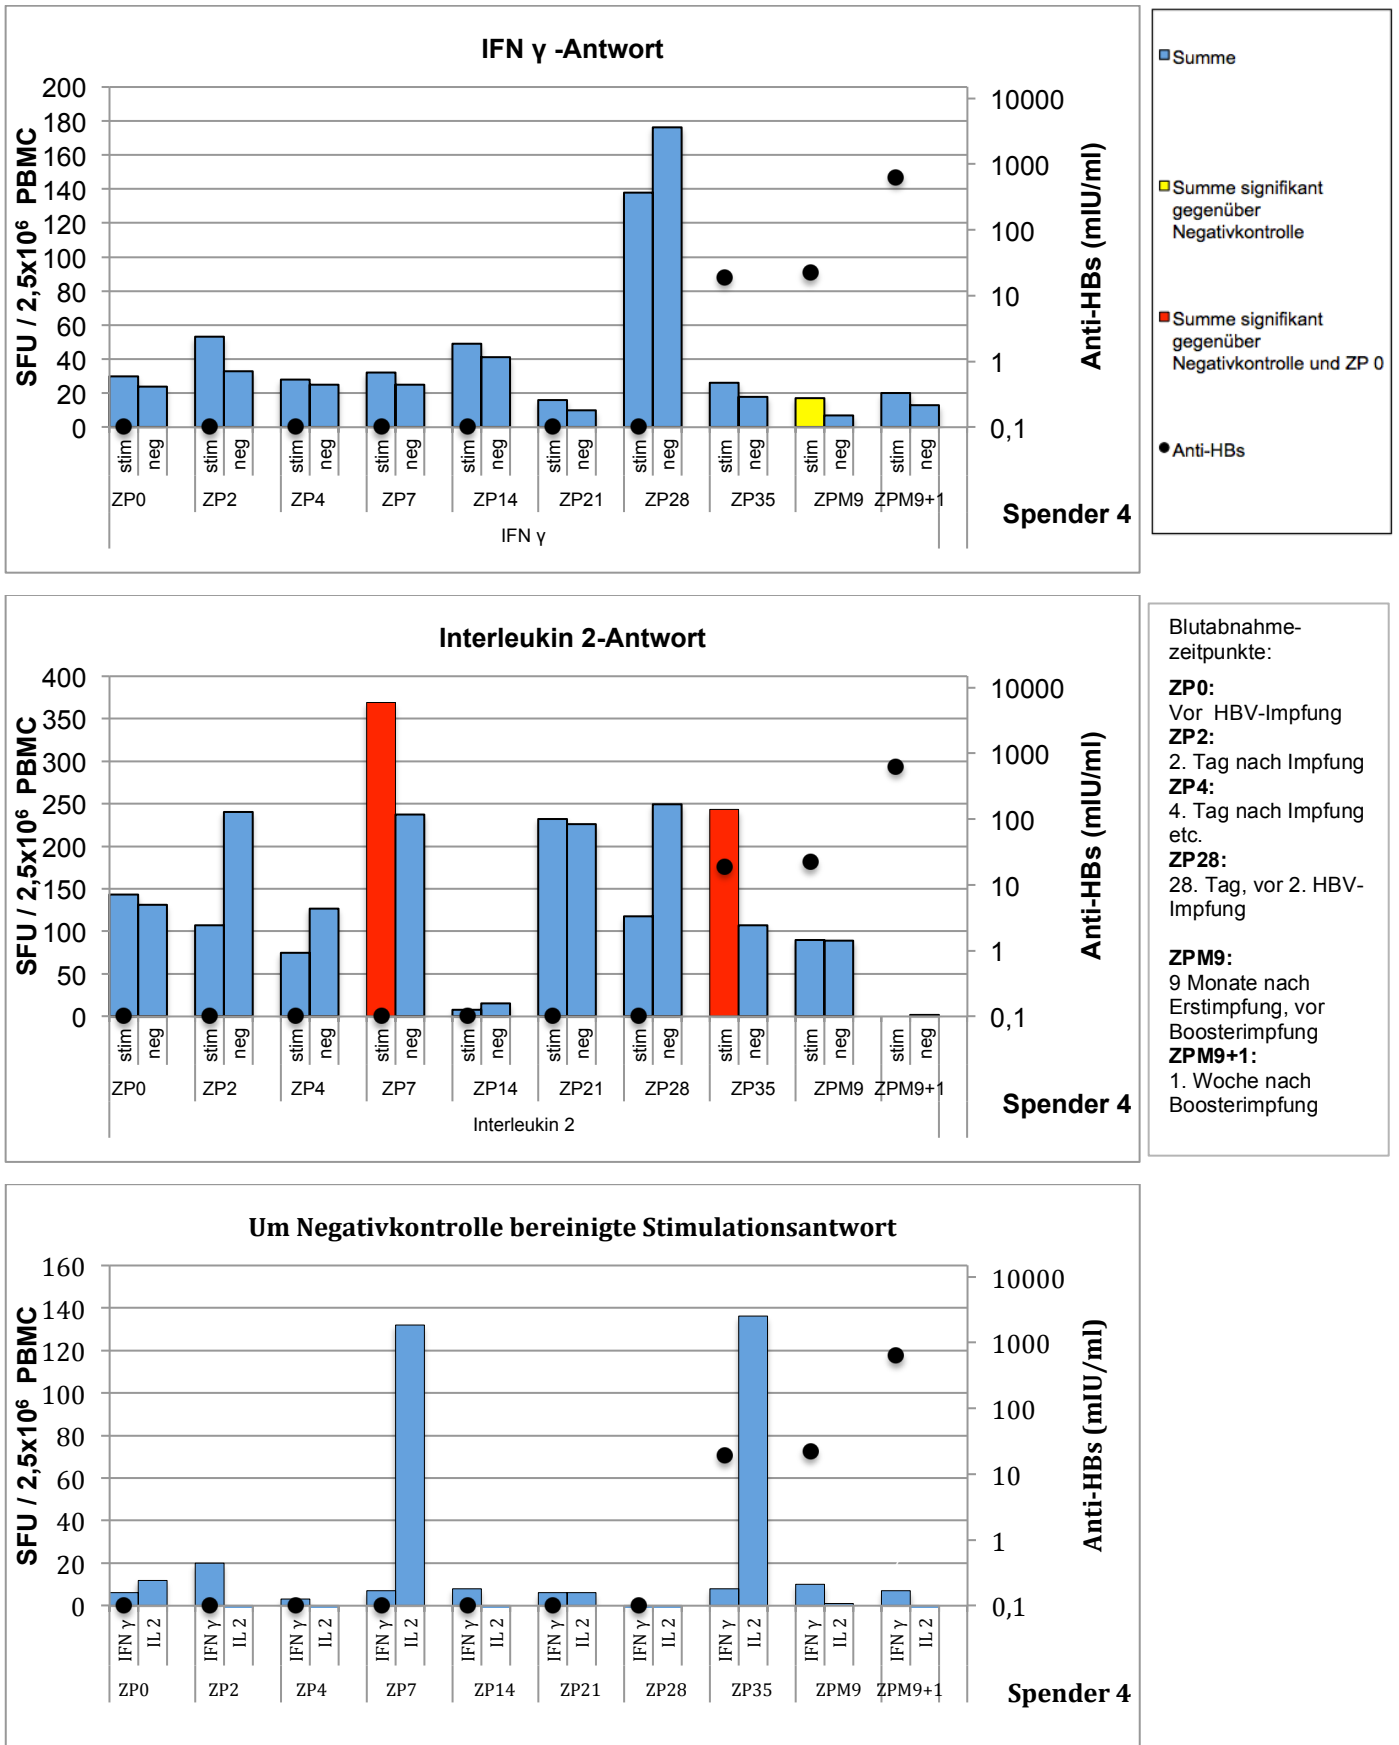 IFN γ -Antwort
200
180
160
140
120
100
80
60
40
20
0
SFU / 2,5x10⁶ PBMC
10000
1000
100
10
1
0,1
Anti-HBs (mIU/ml)
stim neg stim neg stim neg stim neg stim neg stim neg stim neg stim neg stim neg stim neg
ZP0 ZP2 ZP4 ZP7 ZP14 ZP21 ZP28 ZP35 ZPM9 ZPM9+1
IFN γ
Spender 4
Summe
Summe signifikant
gegenüber
Negativkontrolle
Summe signifikant
gegenüber
Negativkontrolle und ZP 0
Anti-HBs
Interleukin 2-Antwort
400
350
300
250
200
150
100
50
0
SFU / 2,5x10⁶ PBMC
10000
1000
100
10
1
0,1
Anti-HBs (mIU/ml)
stim neg stim neg stim neg stim neg stim neg stim neg stim neg stim neg stim neg stim neg
ZP0 ZP2 ZP4 ZP7 ZP14 ZP21 ZP28 ZP35 ZPM9 ZPM9+1
Interleukin 2
Spender 4
Blutabnahme-
zeitpunkte:
ZP0:
Vor HBV-Impfung
ZP2:
2. Tag nach Impfung
ZP4:
4. Tag nach Impfung
etc.
ZP28:
28. Tag, vor 2. HBV-
Impfung
ZPM9:
9 Monate nach
Erstimpfung, vor
Boosterimpfung
ZPM9+1:
1. Woche nach
Boosterimpfung
Um Negativkontrolle bereinigte Stimulationsantwort
160
140
120
100
80
60
40
20
0
SFU / 2,5x10⁶ PBMC
10000
1000
100
10
1
0,1
Anti-HBs (mIU/ml)
IFN γ IL 2 IFN γ IL 2 IFN γ IL 2 IFN γ IL 2 IFN γ IL 2 IFN γ IL 2 IFN γ IL 2 IFN γ IL 2 IFN γ IL 2 IFN γ IL 2
ZP0 ZP2 ZP4 ZP7 ZP14 ZP21 ZP28 ZP35 ZPM9 ZPM9+1
Spender 4